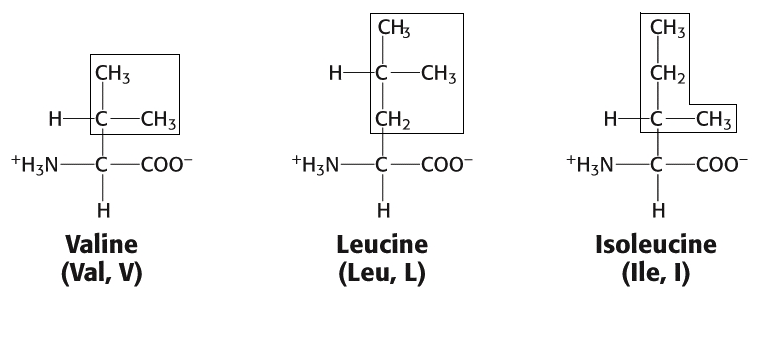 CH3
H—C—CH3
+H3N—C—COO−
H
Valine
(Val, V)
CH3
H—C—CH3
CH2
+H3N—C—COO−
H
Leucine
(Leu, L)
CH3
CH2
H—C—CH3
+H3N—C—COO−
H
Isoleucine
(Ile, I)